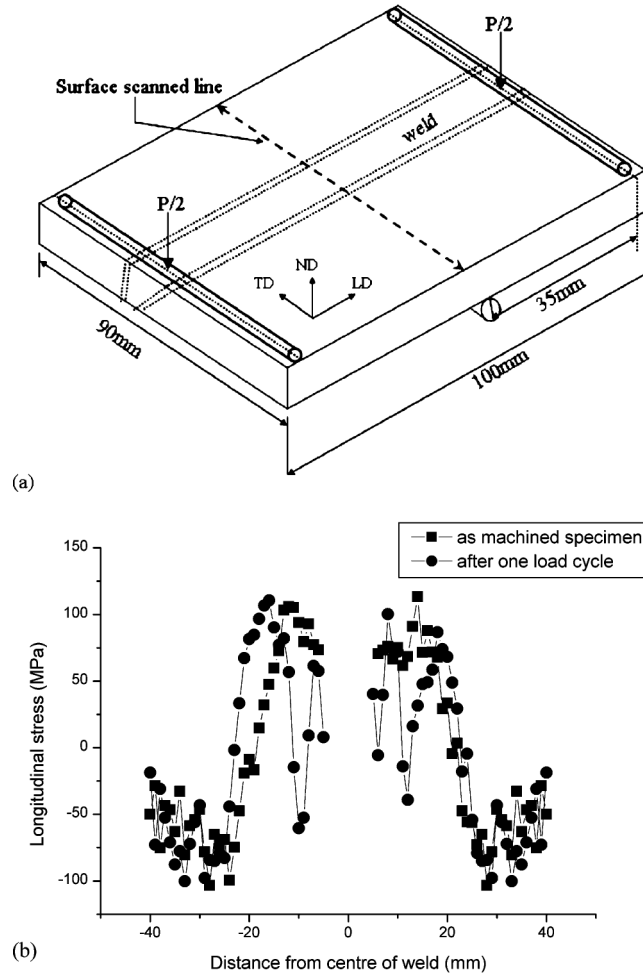 P/2
Surface scanned line
weld
P/2
ND
TD
LD
35mm
90mm
100mm
(a)
as machined specimen
after one load cycle
150
100
50
0
-50
-100
Longitudinal stress (MPa)
-40
-20
0
20
40
(b)
Distance from centre of weld (mm)